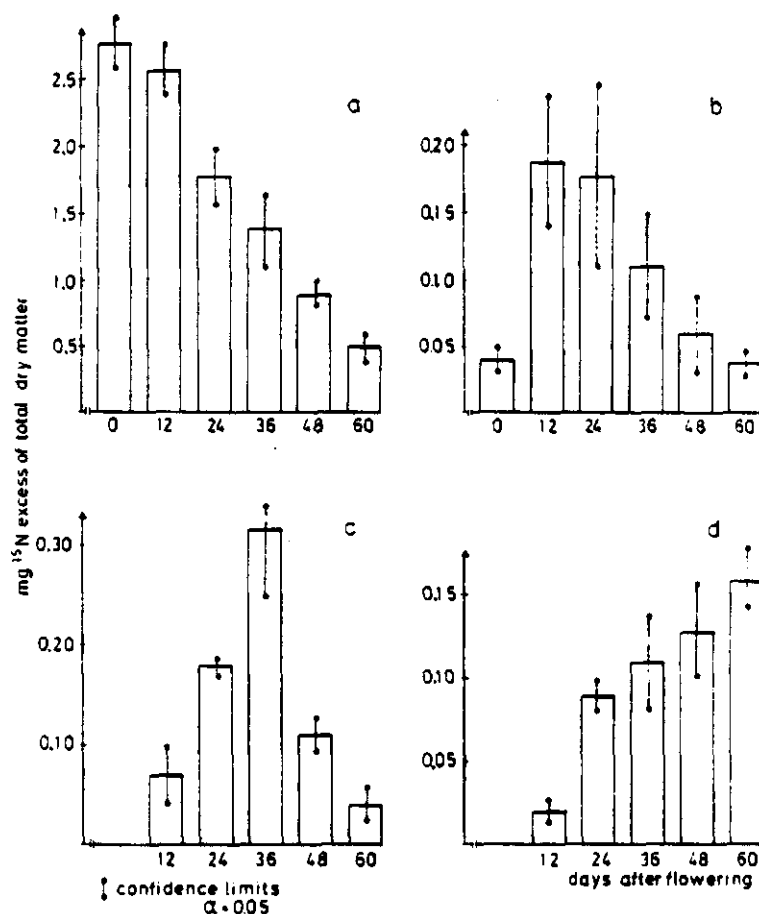 mg ¹⁵N excess of total dry matter
a
2.5
2.0
1.5
1.0
0.5
0 12 24 36 48 60
b
0.20
0.15
0.10
0.05
0 12 24 36 48 60
c
0.30
0.20
0.10
12 24 36 48 60
d
0.15
0.10
0.05
12 24 36 48 60
days after flowering
confidence limits
α = 0.05